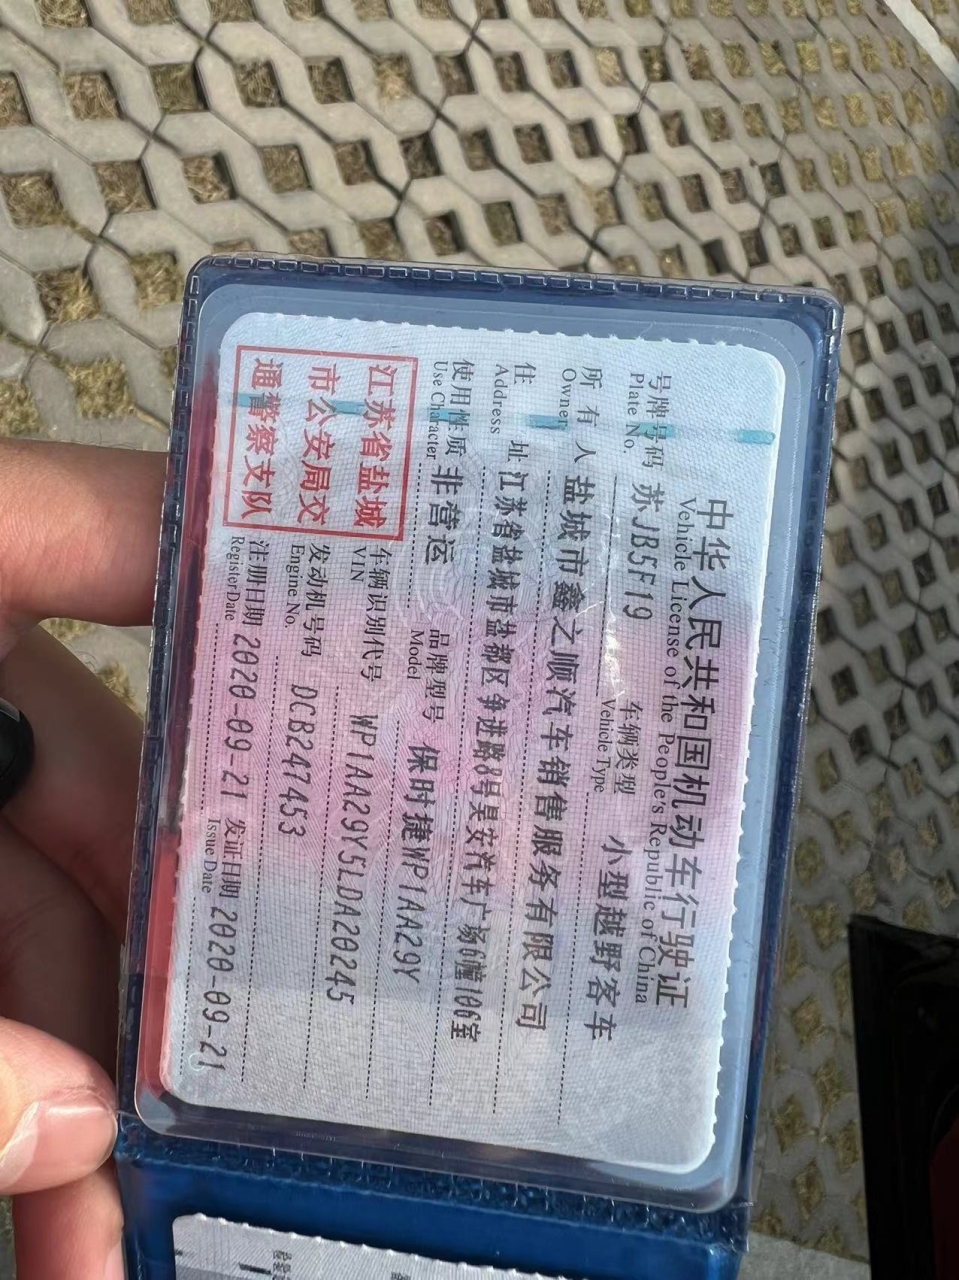 中华人民共和国机动车行驶证
Vehicle License of the People's Republic of China
号牌号码 苏JB5F19 车辆类型 小型越野客车
Plate No. Vehicle Type
所有人 盐城市鑫之顺汽车销售服务有限公司
Owner
住址 江苏省盐城市盐都区争进路8号昊安汽车广场6幢106室
Address
使用性质 非营运 品牌型号 保时捷WP1AA29Y
Use Character Model
江苏省盐城
市公安局交
通警察支队
车辆识别代号 WP1AA29Y5LDA20245
VIN
发动机号码 DCB247453
Engine No.
注册日期 2020-09-21 发证日期 2020-09-21
Register Date Issue Date